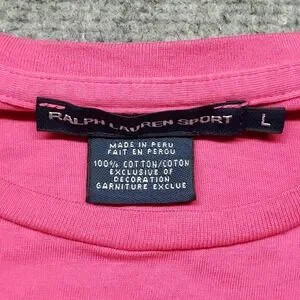 RALPH LAUREN SPORT
L
MADE IN PERU
FAIT EN PEROU
100% COTTON/COTON
EXCLUSIVE OF
DECORATION
GARNITURE EXCLUE